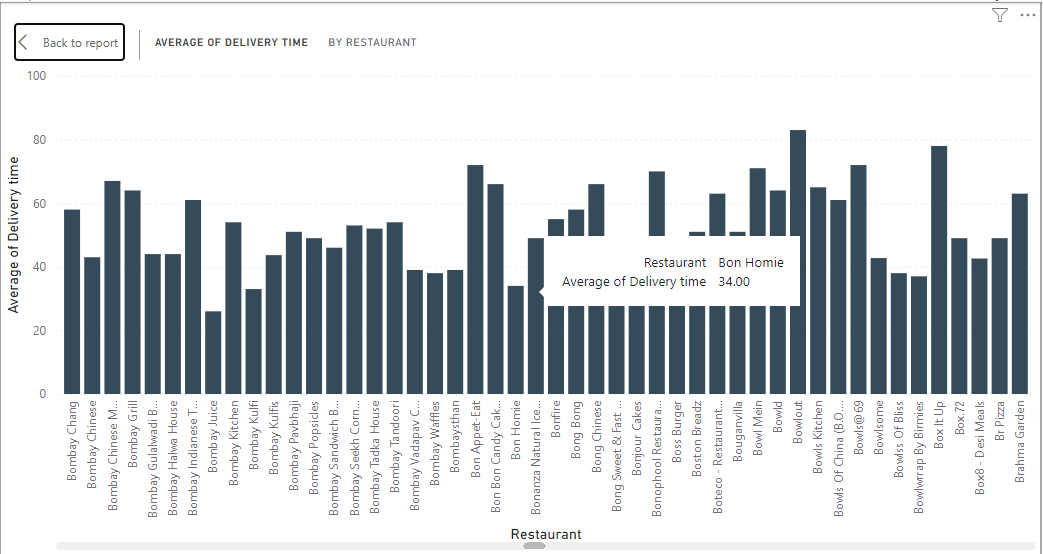 Back to report
AVERAGE OF DELIVERY TIME
BY RESTAURANT
Average of Delivery time
100
80
60
40
20
0
Restaurant Bon Homie
Average of Delivery time 34.00
Bombay Chang
Bombay Chinese
Bombay Chinese M...
Bombay Grill
Bombay Gulalwadi B...
Bombay Halwa House
Bombay Indianese T...
Bombay Juice
Bombay Kitchen
Bombay Kulfi
Bombay Kulfis
Bombay Pavbhaji
Bombay Popsicles
Bombay Sandwich B...
Bombay Seekh Corn...
Bombay Tadka House
Bombay Tandoori
Bombay Vadapav C...
Bombay Waffles
Bombaysthan
Bon Appet-Eat
Bon Bon Candy Cak...
Bon Homie
Bonanza Natural Ice...
Bonfire
Bong Bong
Bong Chinese
Bong Sweet & Fast ...
Bonjour Cakes
Bonophool Restaura...
Boss Burger
Boston Breadz
Boteco - Restaurant...
Bouganvilla
Bowl Mein
Bowld
Bowlout
Bowls Kitchen
Bowls Of China (B.O....
Bowls@69
Bowlsome
Bowlss Of Bliss
Bowlwrrap By Birmies
Box It Up
Box.72
Box8 - Desi Meals
Br Pizza
Brahma Garden
Restaurant